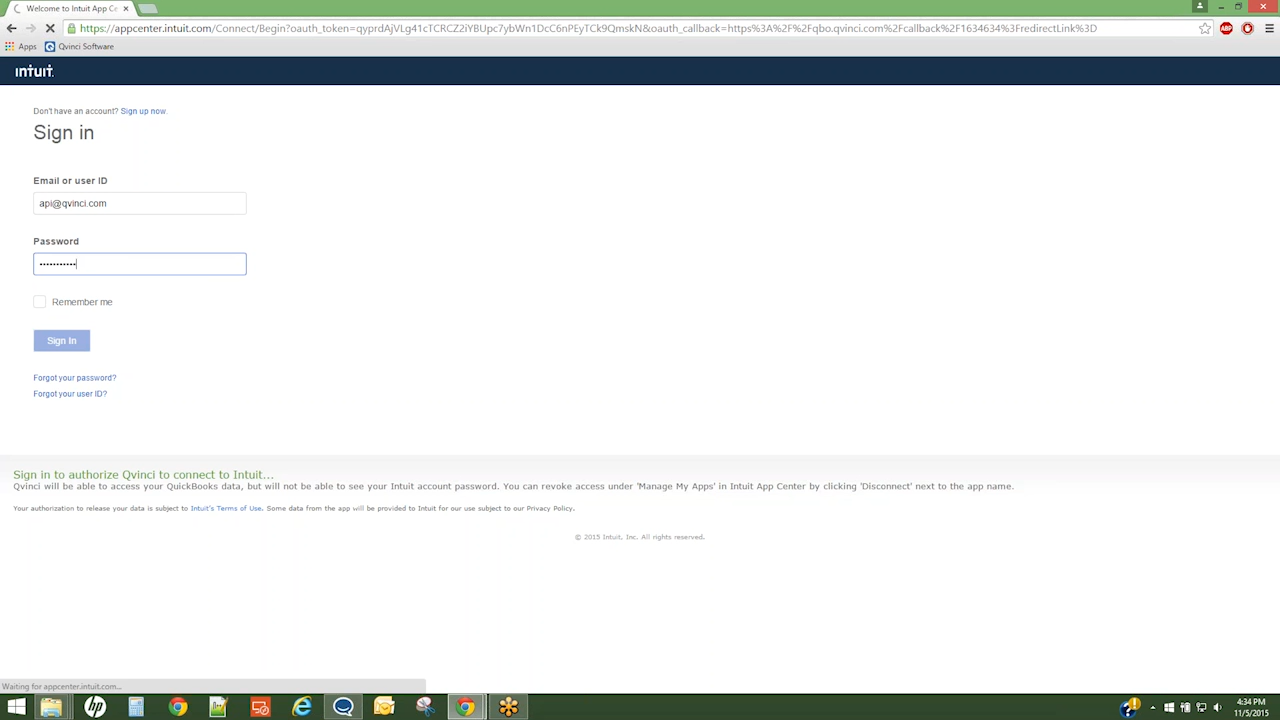 Welcome to Intuit App Ce
https://appcenter.intuit.com/Connect/Begin?oauth_token=qyprdAjVLg41cTCRCZ2iYBUpc7ybWn1DcC6nPEyTCk9QmskN&oauth_callback=https%3A%2F%2Fqbo.qvinci.com%2Fcallback%2F1634634%3FredirectLink%3D
Apps Qvinci Software
intuit.
Don't have an account? Sign up now.
Sign in
Email or user ID
api@qvinci.com
Password
Remember me
Sign In
Forgot your password?
Forgot your user ID?
Sign in to authorize Qvinci to connect to Intuit...
Qvinci will be able to access your QuickBooks data, but will not be able to see your Intuit account password. You can revoke access under 'Manage My Apps' in Intuit App Center by clicking 'Disconnect' next to the app name.
Your authorization to release your data is subject to Intuit's Terms of Use. Some data from the app will be provided to Intuit for our use subject to our Privacy Policy.
© 2015 Intuit, Inc. All rights reserved.
Waiting for appcenter.intuit.com...
4:34 PM
11/5/2015